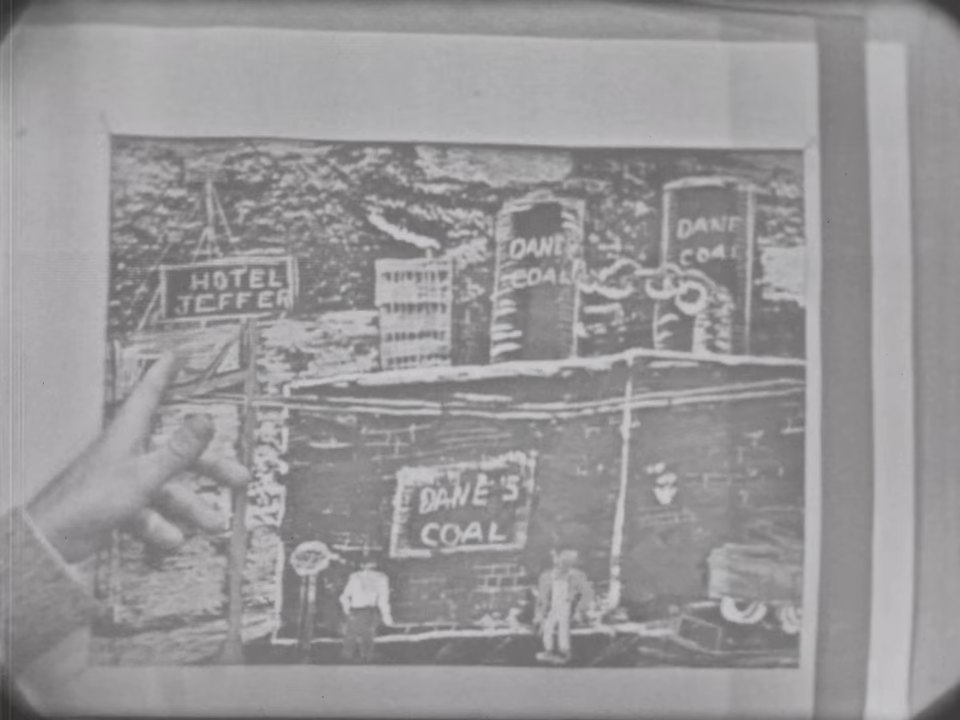 HOTEL
JEFFER
DANE
COAL
DANE
COAL
DANE'S
COAL